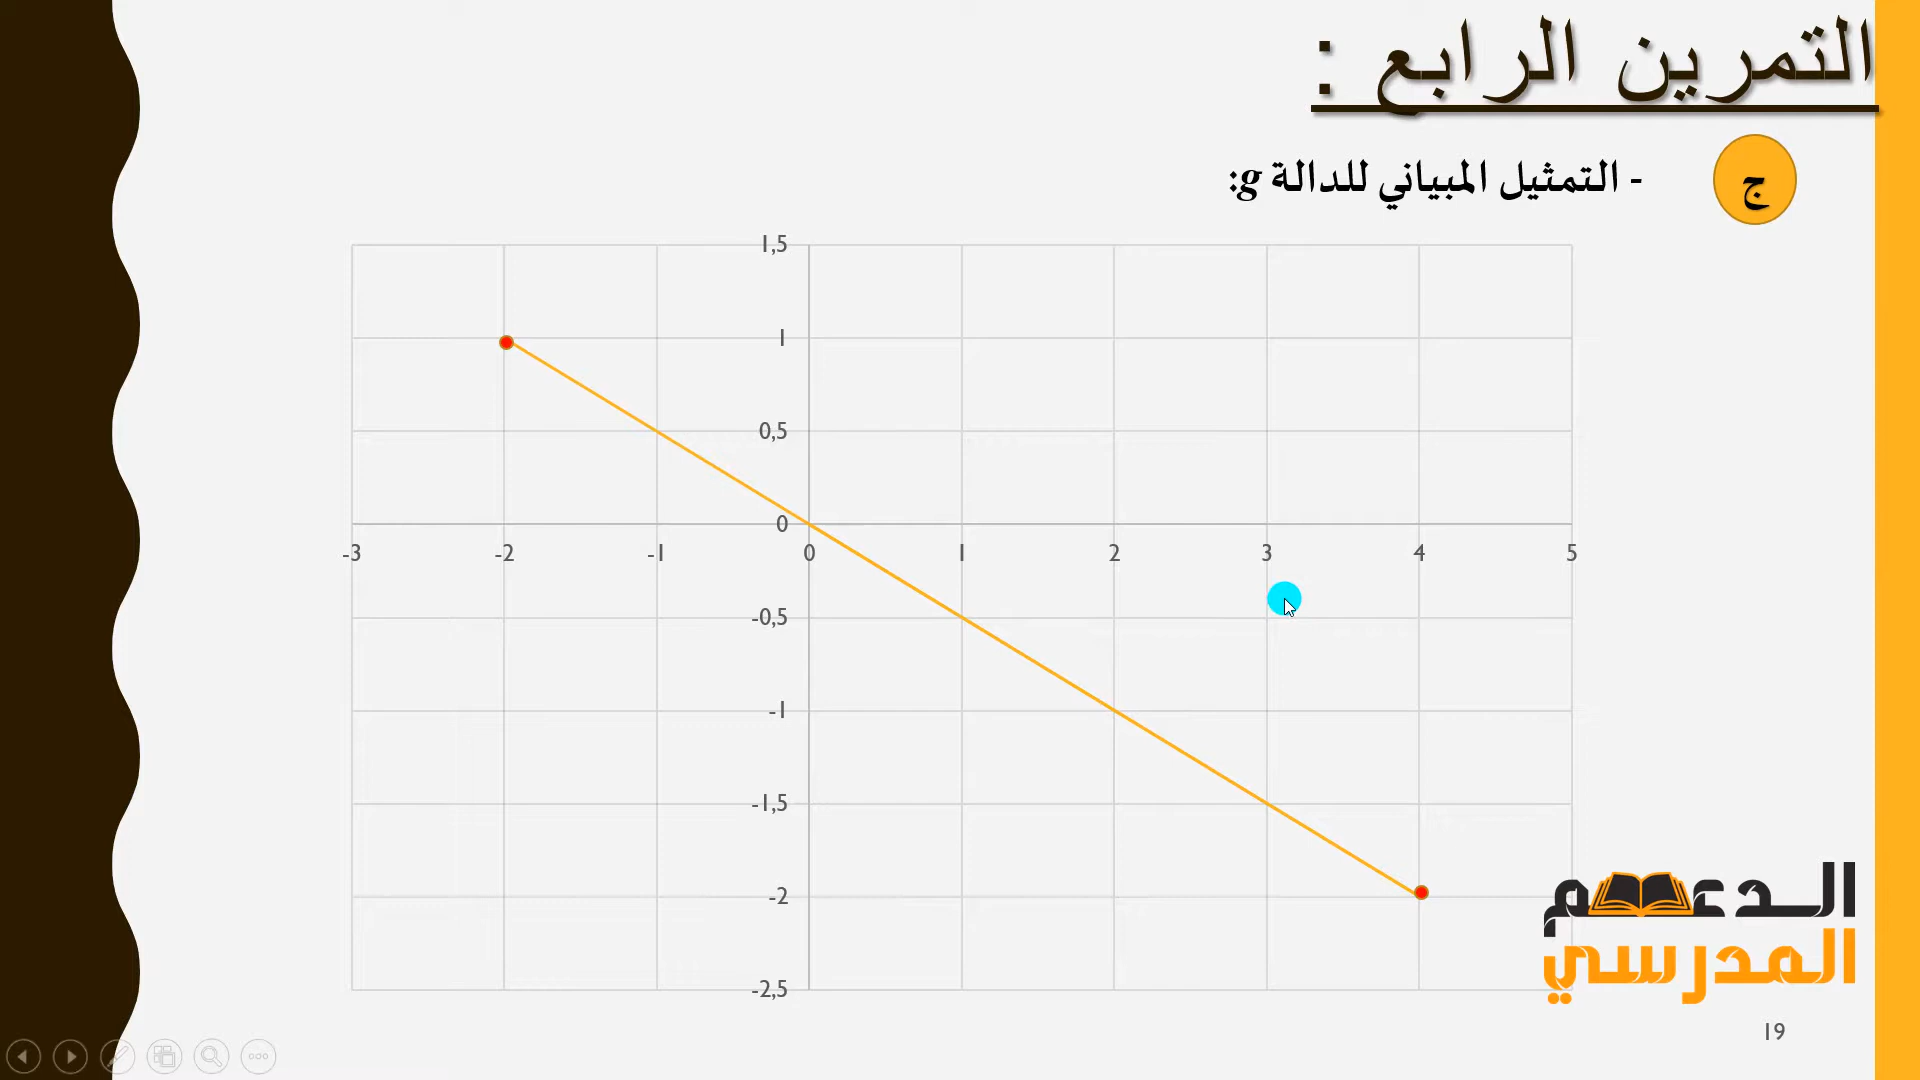 التمرين الرابع :
ج
- التمثيل المبياني للدالة g:
1,5
1
0,5
0
-3 -2 -1 0 1 2 3 4 5
-0,5
-1
-1,5
-2
-2,5
الدعم
المدرسي
19